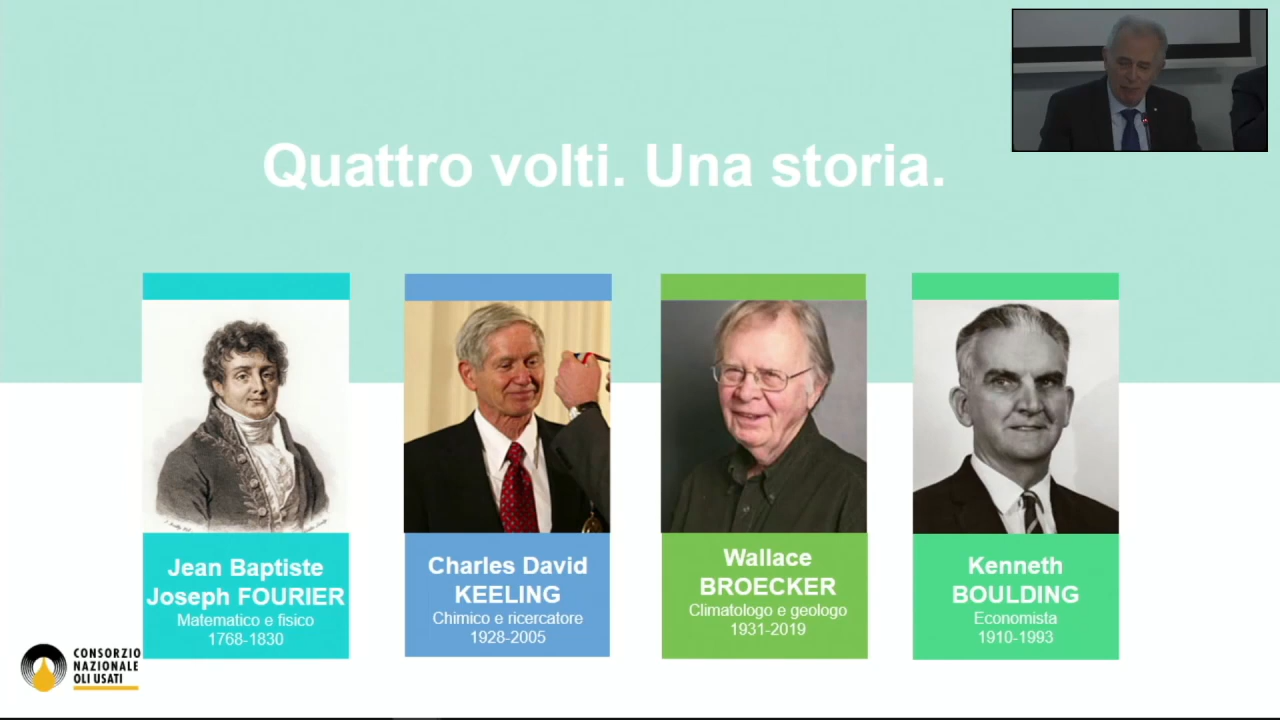 Quattro volti. Una storia.
Jean Baptiste
Joseph FOURIER
Matematico e fisico
1768-1830
Charles David
KEELING
Chimico e ricercatore
1928-2005
Wallace
BROECKER
Climatologo e geologo
1931-2019
Kenneth
BOULDING
Economista
1910-1993
CONSORZIO
NAZIONALE
OLI USATI